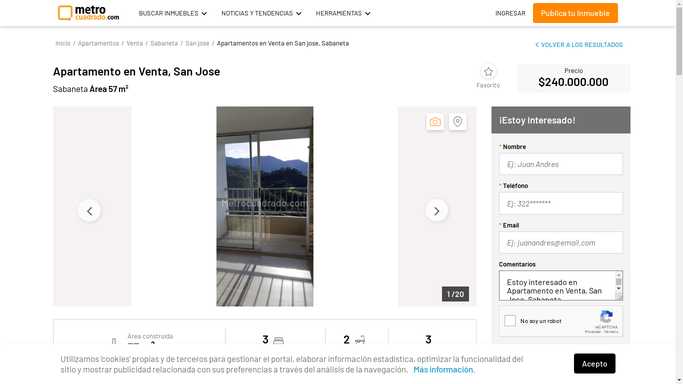 metro
cuadrado.com
BUSCAR INMUEBLES
NOTICIAS Y TENDENCIAS
HERRAMIENTAS
INGRESAR
Publica tu Inmueble
Inicio / Apartamentos / Venta / Sabaneta / San jose / Apartamentos en Venta en San jose, Sabaneta
VOLVER A LOS RESULTADOS
Apartamento en Venta, San Jose
Sabaneta Área 57 m²
Favorito
Precio
$240.000.000
Metrocuadrado.com
1 / 20
¡Estoy Interesado!
* Nombre
Ej: Juan Andres
* Teléfono
Ej: 322*******
* Email
Ej: juanandres@email.com
Comentarios
Estoy interesado en
Apartamento en Venta, San
Jose, Sabaneta
No soy un robot
reCAPTCHA
Privacidad - Términos
Área construida
3
2
3
Utilizamos 'cookies' propias y de terceros para gestionar el portal, elaborar información estadística, optimizar la funcionalidad del
sitio y mostrar publicidad relacionada con sus preferencias a través del análisis de la navegación. Más información.
Acepto